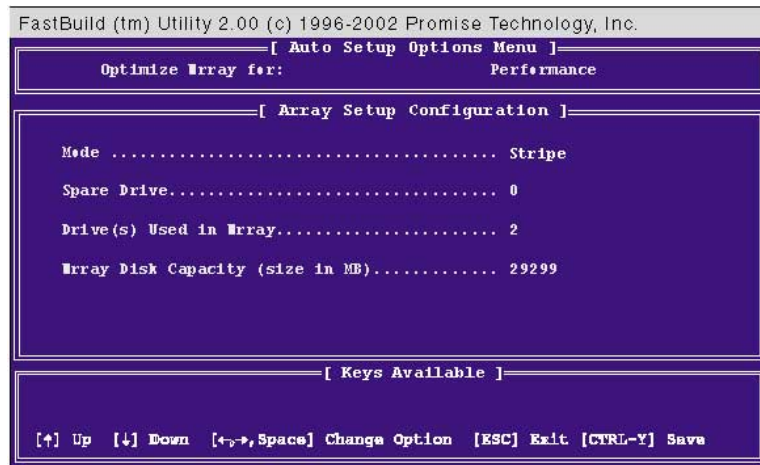 FastBuild (tm) Utility 2.00 (c) 1996-2002 Promise Technology, Inc.
[ Auto Setup Options Menu ]
Optimize Array for: Performance
[ Array Setup Configuration ]
Mode ........................................ Stripe
Spare Drive.................................. 0
Drive(s) Used in Array....................... 2
Array Disk Capacity (size in MB)............. 29299
[ Keys Available ]
[↑] Up [↓] Down [←,→,Space] Change Option [ESC] Exit [CTRL-Y] Save